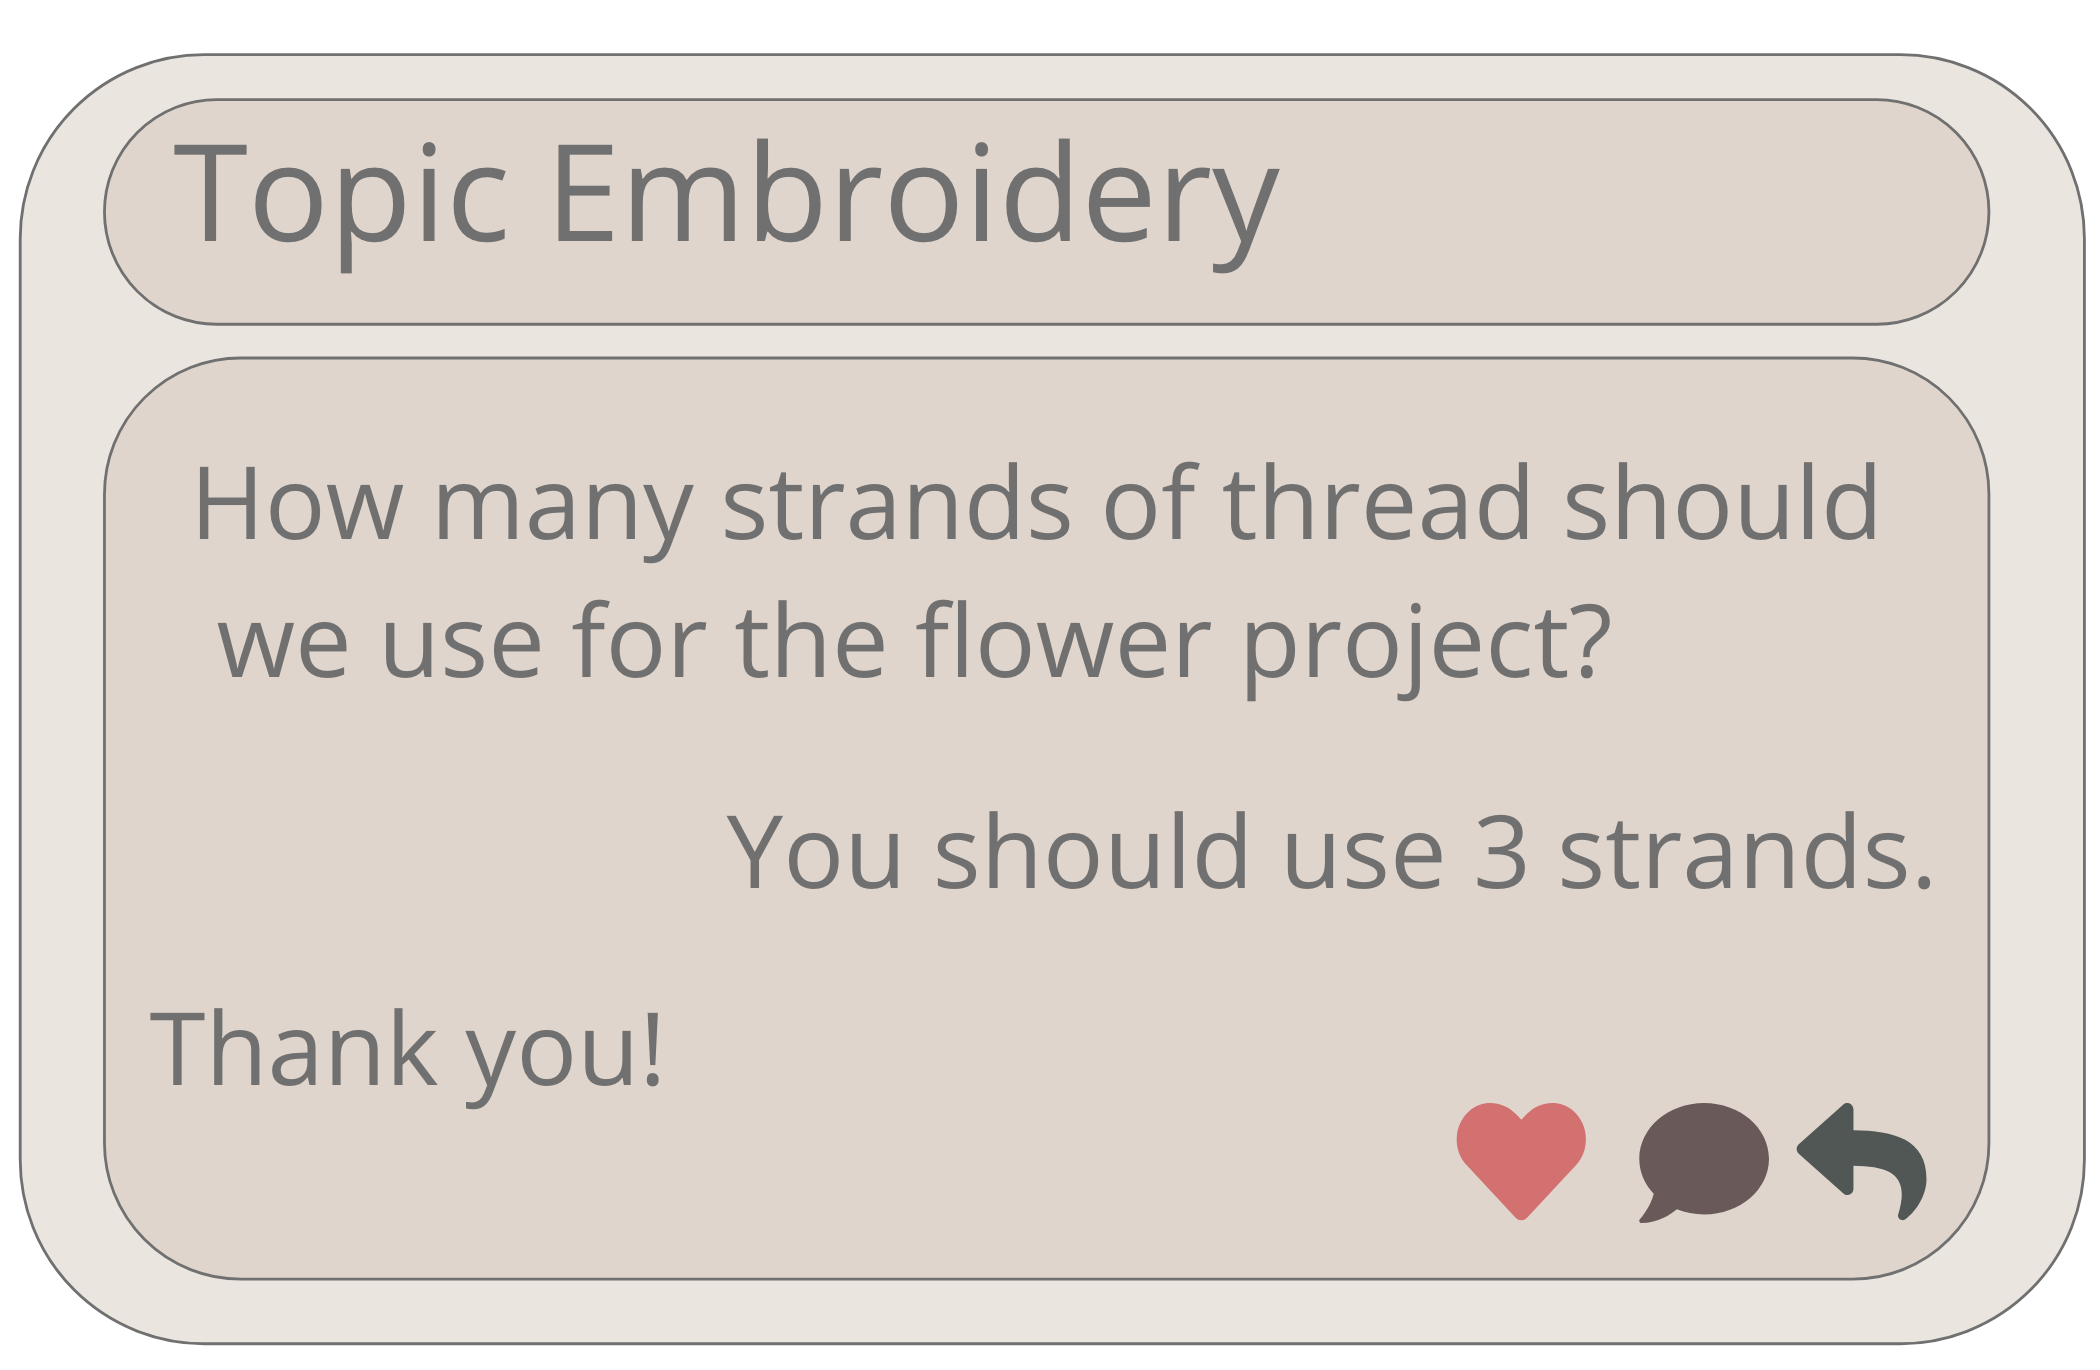 Topic Embroidery
How many strands of thread should
we use for the flower project?
You should use 3 strands.
Thank you!